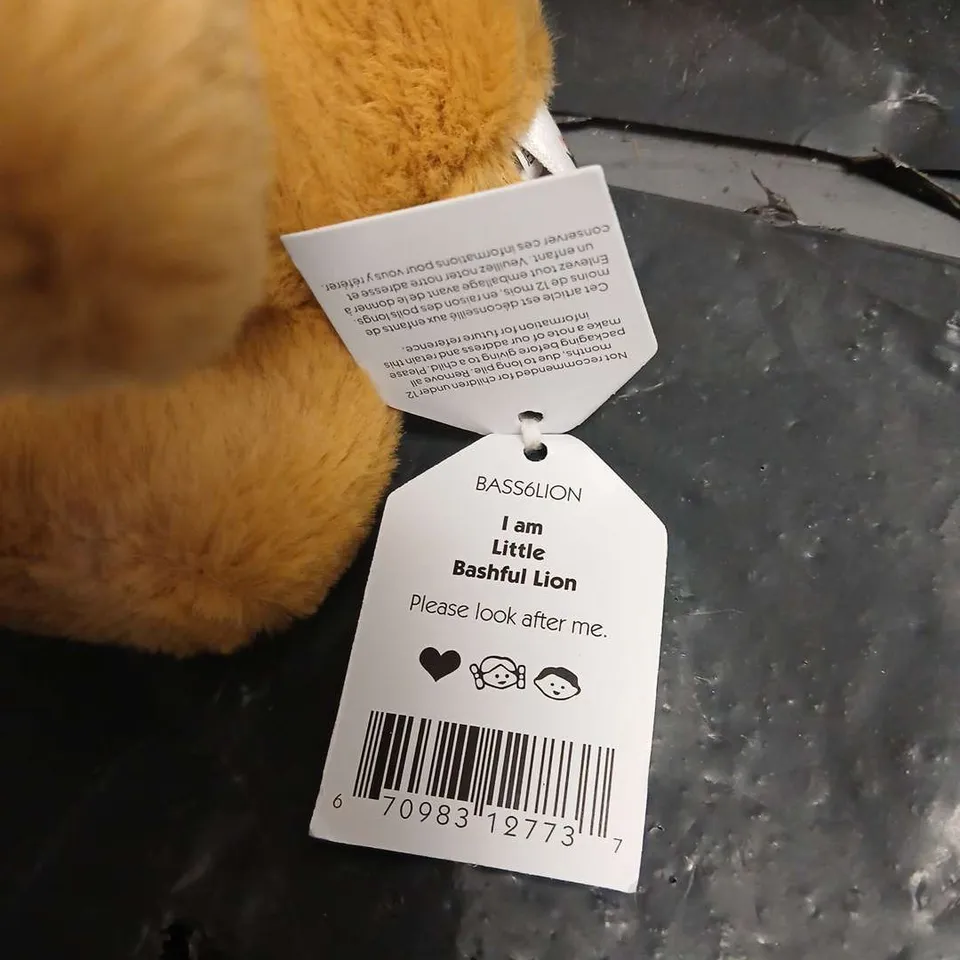 Not recommended for children under 12
months, due to long pile. Remove all
packaging before giving to a child. Please
make a note of our address and retain this
information for future reference.
Cet article est déconseillé aux enfants de
moins de 12 mois, en raison des poils longs.
Enlevez tout emballage avant de le donner à
un enfant. Veuillez noter notre adresse et
conserver ces informations pour vous y référer.
BASS6LION
I am
Little
Bashful Lion
Please look after me.
6 70983 12773 7